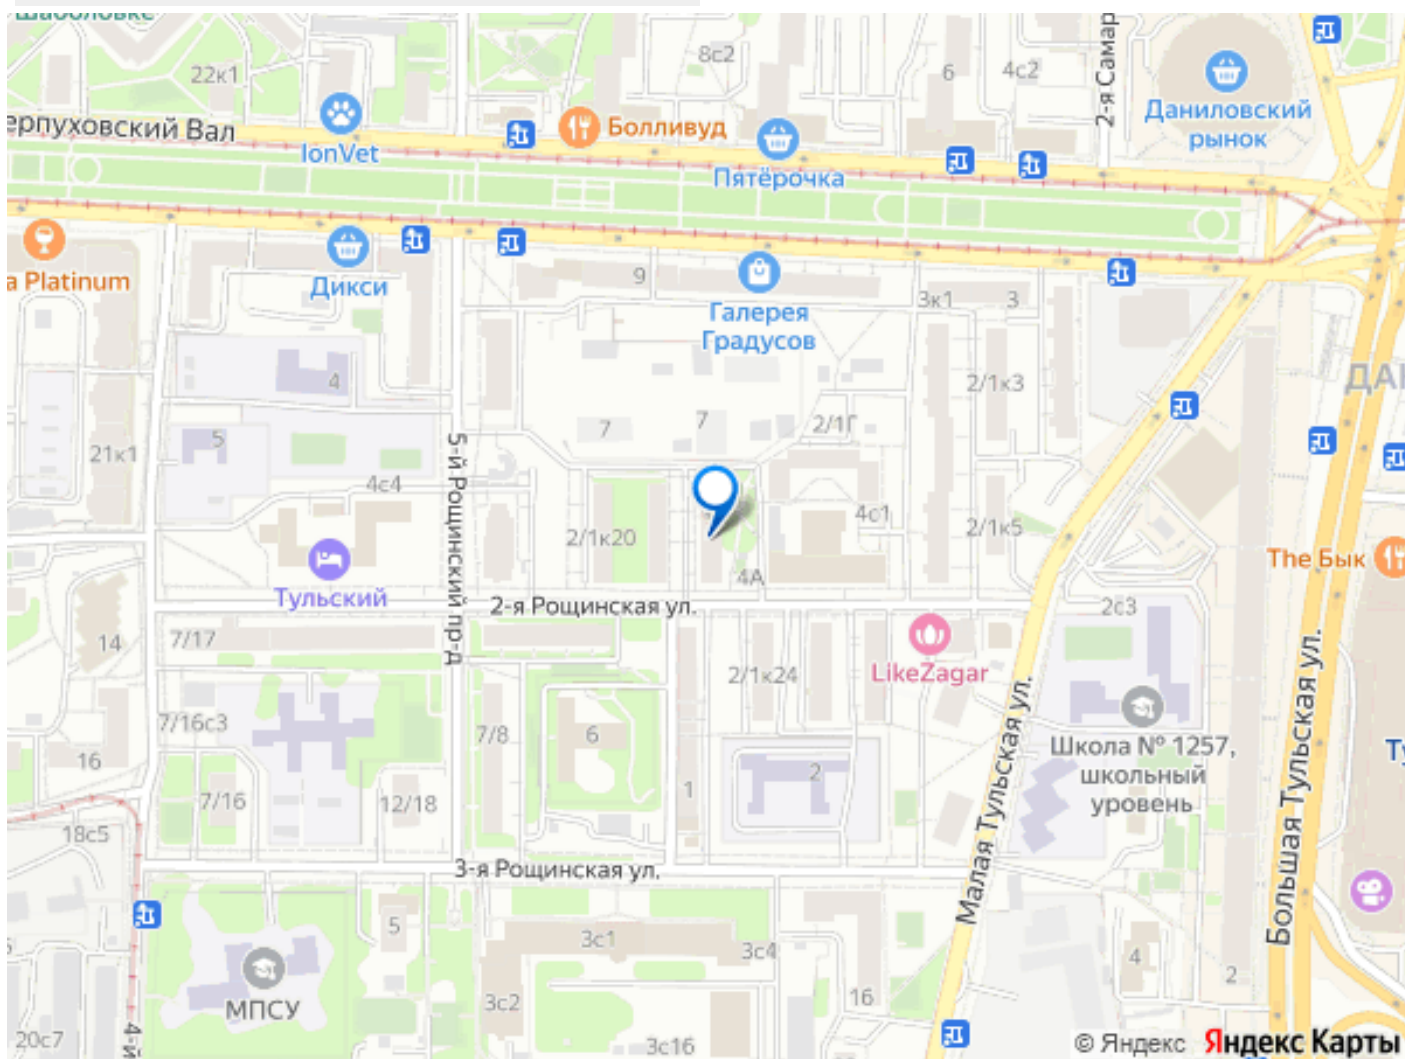 Шаболовке
22к1
8с2
6
4с2
2-я Самар
Даниловский
рынок
ерпуховский Вал
IonVet
Болливуд
Пятёрочка
a Platinum
Дикси
9
Галерея
Градусов
3к1
3
4
2/1к3
ДА
5
21к1
7
7
2/1Г
5-й Рощинский пр-д
4с4
2/1к20
4с1
2/1к5
The Бык
Тульский
4А
2-я Рощинская ул.
2с3
14
7/17
2/1к24
LikeZagar
7/16с3
7/8
6
16
Школа № 1257,
школьный
уровень
Ту
7/16
12/18
1
2
18с5
3-я Рощинская ул.
Малая Тульская ул.
Большая Тульская ул.
5
3с1
3с4
4
2
МПСУ
3с2
16
20с7
4-й
3с16
© Яндекс Яндекс Карты